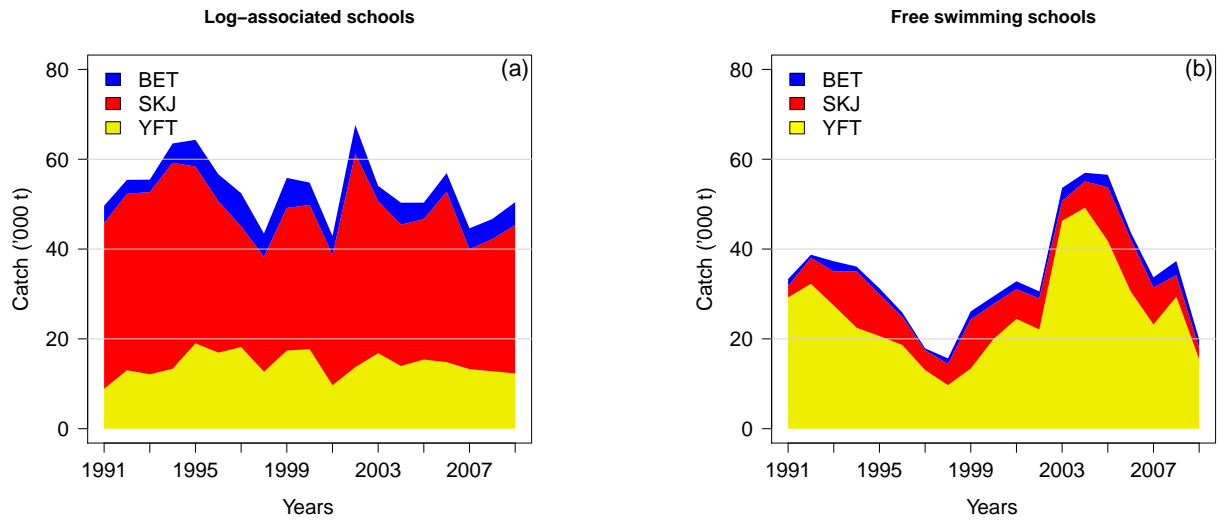 Log−associated schools
(a)
BET
SKJ
YFT
80
60
40
20
0
Catch ('000 t)
1991
1995
1999
2003
2007
Years
Free swimming schools
(b)
BET
SKJ
YFT
80
60
40
20
0
Catch ('000 t)
1991
1995
1999
2003
2007
Years